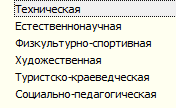 Техническая
Естественнонаучная
Физкультурно-спортивная
Художественная
Туристско-краеведческая
Социально-педагогическая